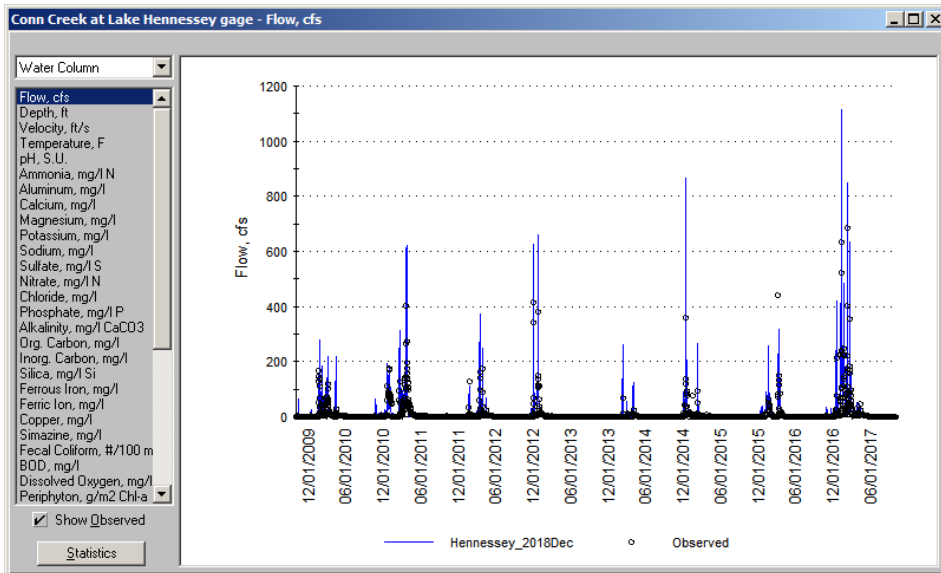 Conn Creek at Lake Hennessey gage - Flow, cfs
Water Column
Flow, cfs
Depth, ft
Velocity, ft/s
Temperature, F
pH, S.U.
Ammonia, mg/l N
Aluminum, mg/l
Calcium, mg/l
Magnesium, mg/l
Potassium, mg/l
Sodium, mg/l
Sulfate, mg/l S
Nitrate, mg/l N
Chloride, mg/l
Phosphate, mg/l P
Alkalinity, mg/l CaCO3
Org. Carbon, mg/l
Inorg. Carbon, mg/l
Silica, mg/l Si
Ferrous Iron, mg/l
Ferric Iron, mg/l
Copper, mg/l
Simazine, mg/l
Fecal Coliform, #/100 m
BOD, mg/l
Dissolved Oxygen, mg/l
Periphyton, g/m2 Chl-a
Show Observed
Statistics
Flow, cfs
1200
1000
800
600
400
200
0
12/01/2009
06/01/2010
12/01/2010
06/01/2011
12/01/2011
06/01/2012
12/01/2012
06/01/2013
12/01/2013
06/01/2014
12/01/2014
06/01/2015
12/01/2015
06/01/2016
12/01/2016
06/01/2017
Hennessey_2018Dec
Observed